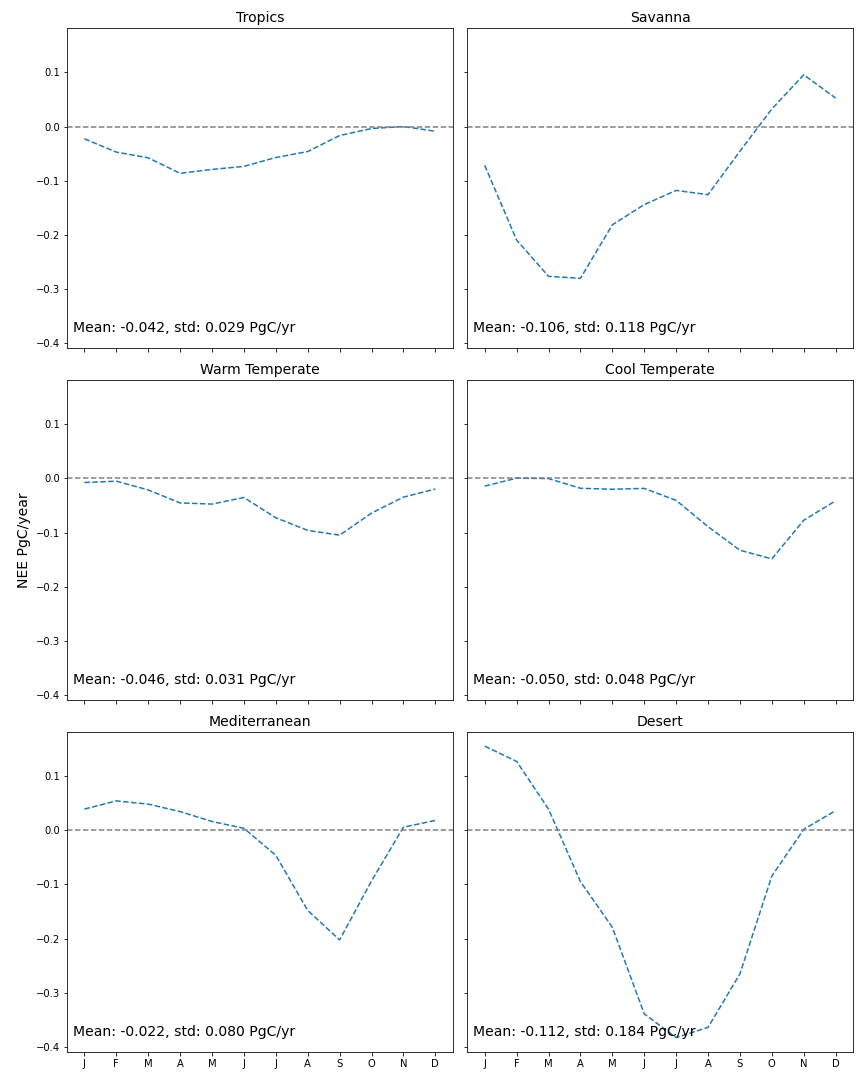 Tropics
Savanna
0.1
0.0
−0.1
−0.2
−0.3
−0.4
Mean: -0.042, std: 0.029 PgC/yr
Mean: -0.106, std: 0.118 PgC/yr
Warm Temperate
Cool Temperate
NEE PgC/year
0.1
0.0
−0.1
−0.2
−0.3
−0.4
Mean: -0.046, std: 0.031 PgC/yr
Mean: -0.050, std: 0.048 PgC/yr
Mediterranean
Desert
0.1
0.0
−0.1
−0.2
−0.3
−0.4
Mean: -0.022, std: 0.080 PgC/yr
Mean: -0.112, std: 0.184 PgC/yr
J F M A M J J A S O N D
J F M A M J J A S O N D